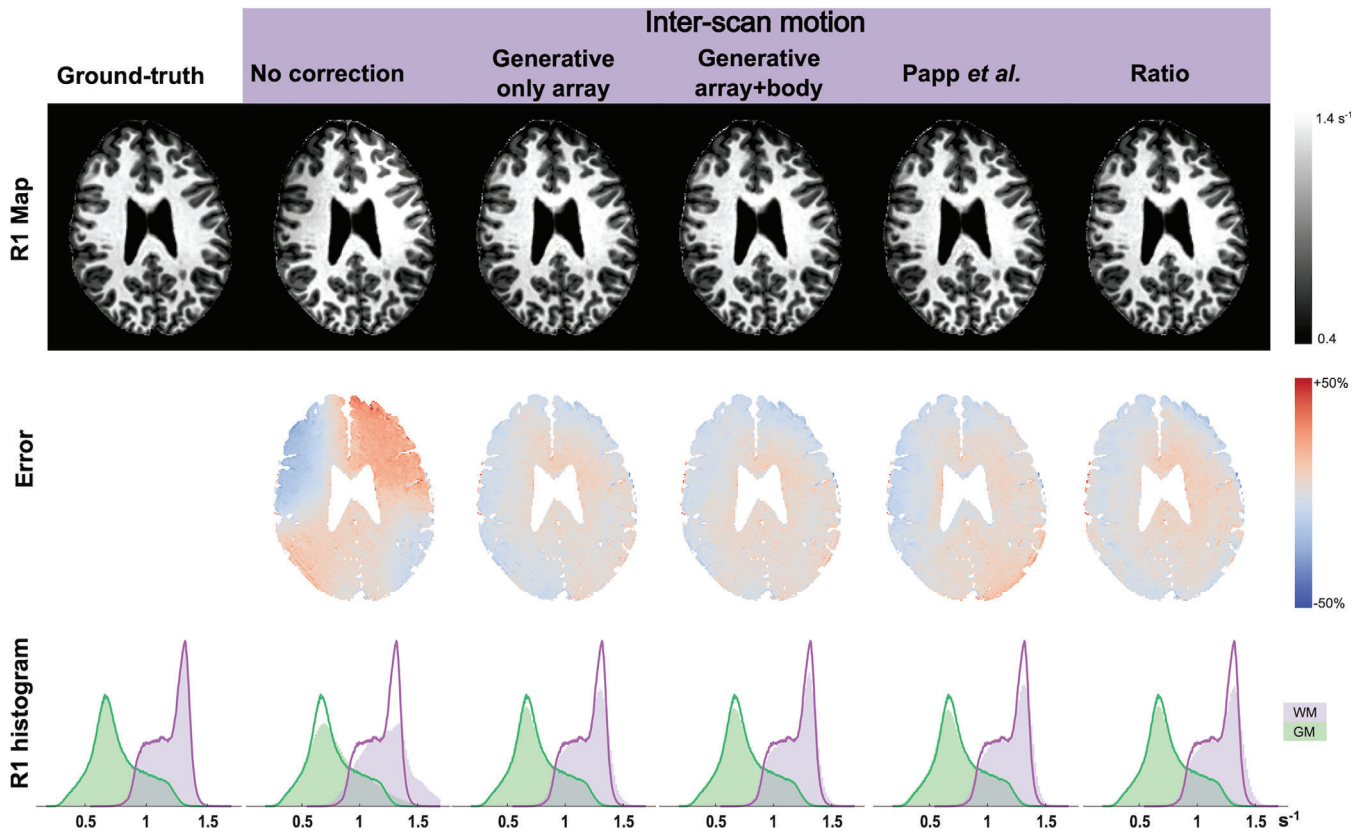 Inter-scan motion
Ground-truth
No correction
Generative
only array
Generative
array+body
Papp et al.
Ratio
R1 Map
1.4 s-1
0.4
Error
+50%
-50%
R1 histogram
WM
GM
0.5 1 1.5
0.5 1 1.5
0.5 1 1.5
0.5 1 1.5
0.5 1 1.5
0.5 1 1.5 s-1